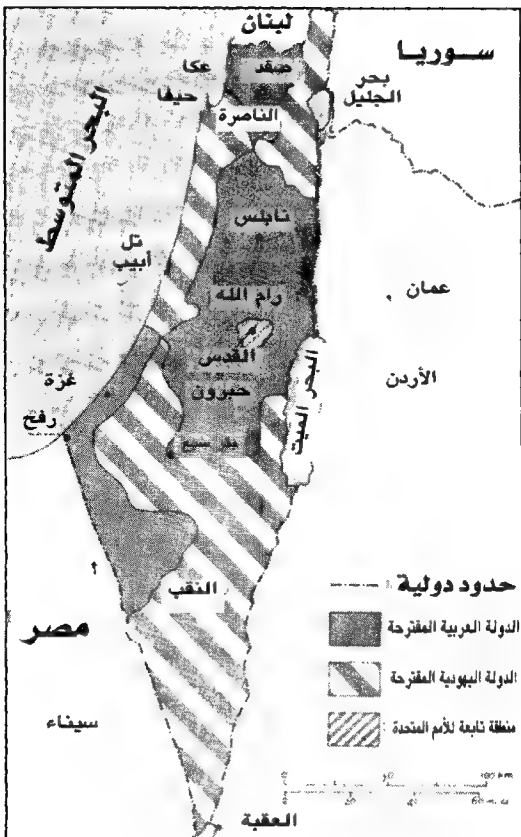 لبنان
سوريا
عكا
صفد
بحر
الجليل
حيفا
الناصرة
البحر المتوسط
نابلس
تل
أبيب
رام الله
عمان
القدس
البحر الميت
الأردن
غزة
حبرون
رفح
بئر سبع
النقب
حدود دولية
الدولة العربية المقترحة
مصر
الدولة اليهودية المقترحة
سيناء
منطقة تابعة للأمم المتحدة
العقبة